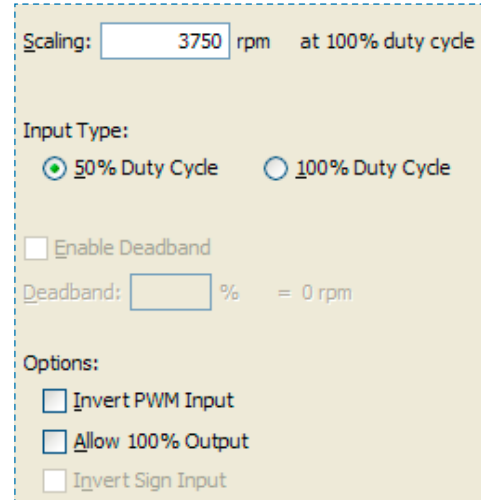 Scaling: 3750 rpm at 100% duty cycle
Input Type:
50% Duty Cycle 100% Duty Cycle
Enable Deadband
Deadband: % = 0 rpm
Options:
Invert PWM Input
Allow 100% Output
Invert Sign Input